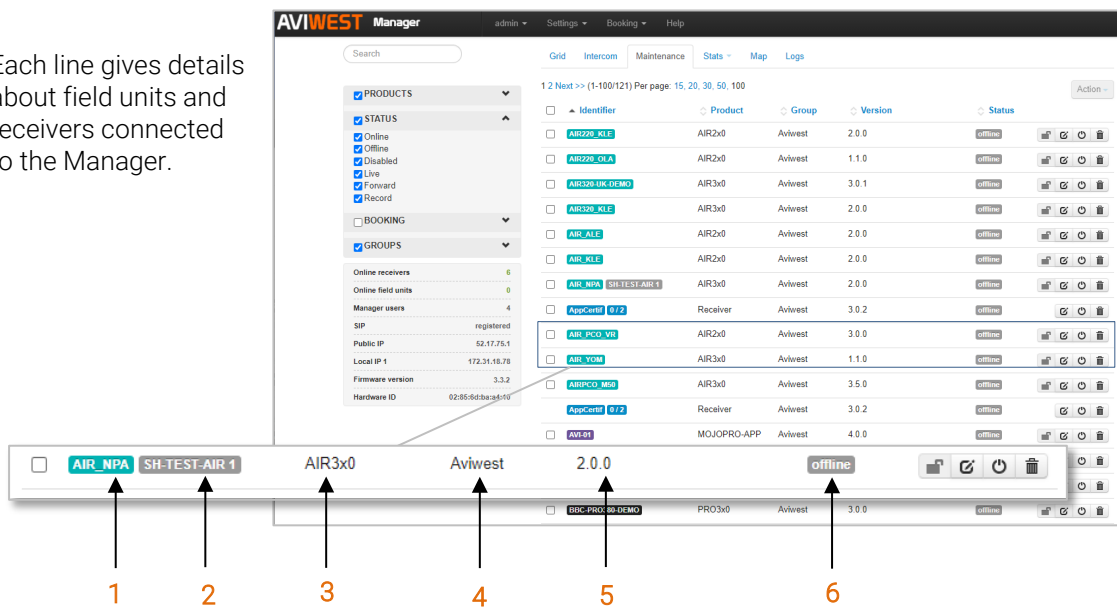 AVIWEST Manager admin Settings Booking Help
Each line gives details
about field units and
receivers connected
to the Manager.
Search
PRODUCTS
STATUS
Online
Offline
Disabled
Live
Forward
Record
BOOKING
GROUPS
Online receivers 6
Online field units 0
Manager users 4
SIP registered
Public IP 52.17.75.1
Local IP 1 172.31.18.78
Firmware version 3.3.2
Hardware ID 02:85:6d:ba:a4:10
Grid Intercom Maintenance Stats Map Logs
1 2 Next >> (1-100/121) Per page: 15, 20, 30, 50, 100
Action
Identifier Product Group Version Status
AIR220_KLE AIR2x0 Aviwest 2.0.0 offline
AIR220_OLA AIR2x0 Aviwest 1.1.0 offline
AIR320-UK-DEMO AIR3x0 Aviwest 3.0.1 offline
AIR320_KLE AIR3x0 Aviwest 2.0.0 offline
AIR_ALE AIR2x0 Aviwest 2.0.0 offline
AIR_KLE AIR2x0 Aviwest 2.0.0 offline
AIR_NPA SH-TEST-AIR 1 AIR3x0 Aviwest 2.0.0 offline
AppCertif 0 / 2 Receiver Aviwest 3.0.2 offline
AIR_PCO_VR AIR2x0 Aviwest 3.0.0 offline
AIR_YOM AIR3x0 Aviwest 1.1.0 offline
AIRPCO_M50 AIR3x0 Aviwest 3.5.0 offline
AppCertif 0 / 2 Receiver Aviwest 3.0.2 offline
AVI-01 MOJOPRO-APP Aviwest 4.0.0 offline
AIR_NPA SH-TEST-AIR 1 AIR3x0 Aviwest 2.0.0 offline
BBC-PRO380-DEMO PRO3x0 Aviwest 3.0.0 offline
1 2 3 4 5 6